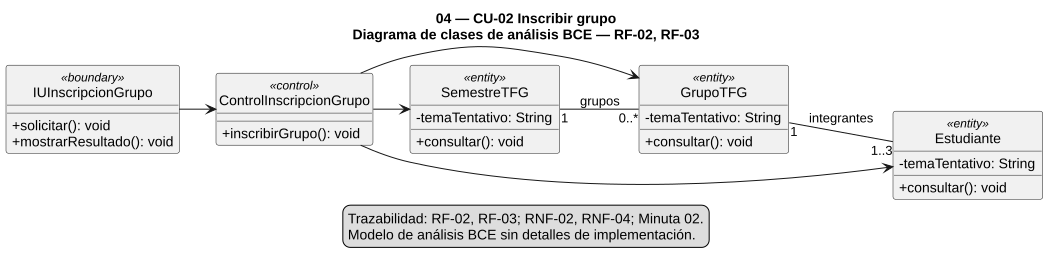 04 — CU-02 Inscribir grupo
Diagrama de clases de análisis BCE — RF-02, RF-03
«boundary»
IUInscripcionGrupo
+solicitar(): void
+mostrarResultado(): void
«control»
ControlInscripcionGrupo
+inscribirGrupo(): void
«entity»
SemestreTFG
-temaTentativo: String
+consultar(): void
grupos
1
0..*
«entity»
GrupoTFG
-temaTentativo: String
+consultar(): void
integrantes
1
1..3
«entity»
Estudiante
-temaTentativo: String
+consultar(): void
Trazabilidad: RF-02, RF-03; RNF-02, RNF-04; Minuta 02.
Modelo de análisis BCE sin detalles de implementación.